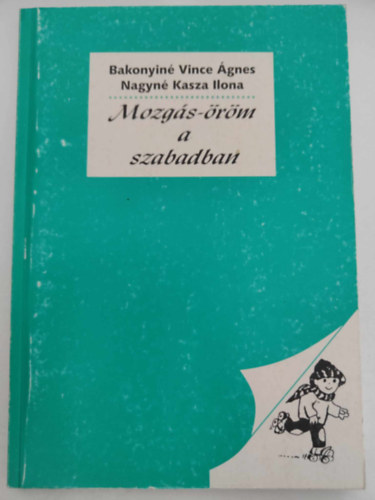 Bakonyiné Vince Ágnes
Nagyné Kasza Ilona
Mozgás-öröm
a
szabadban